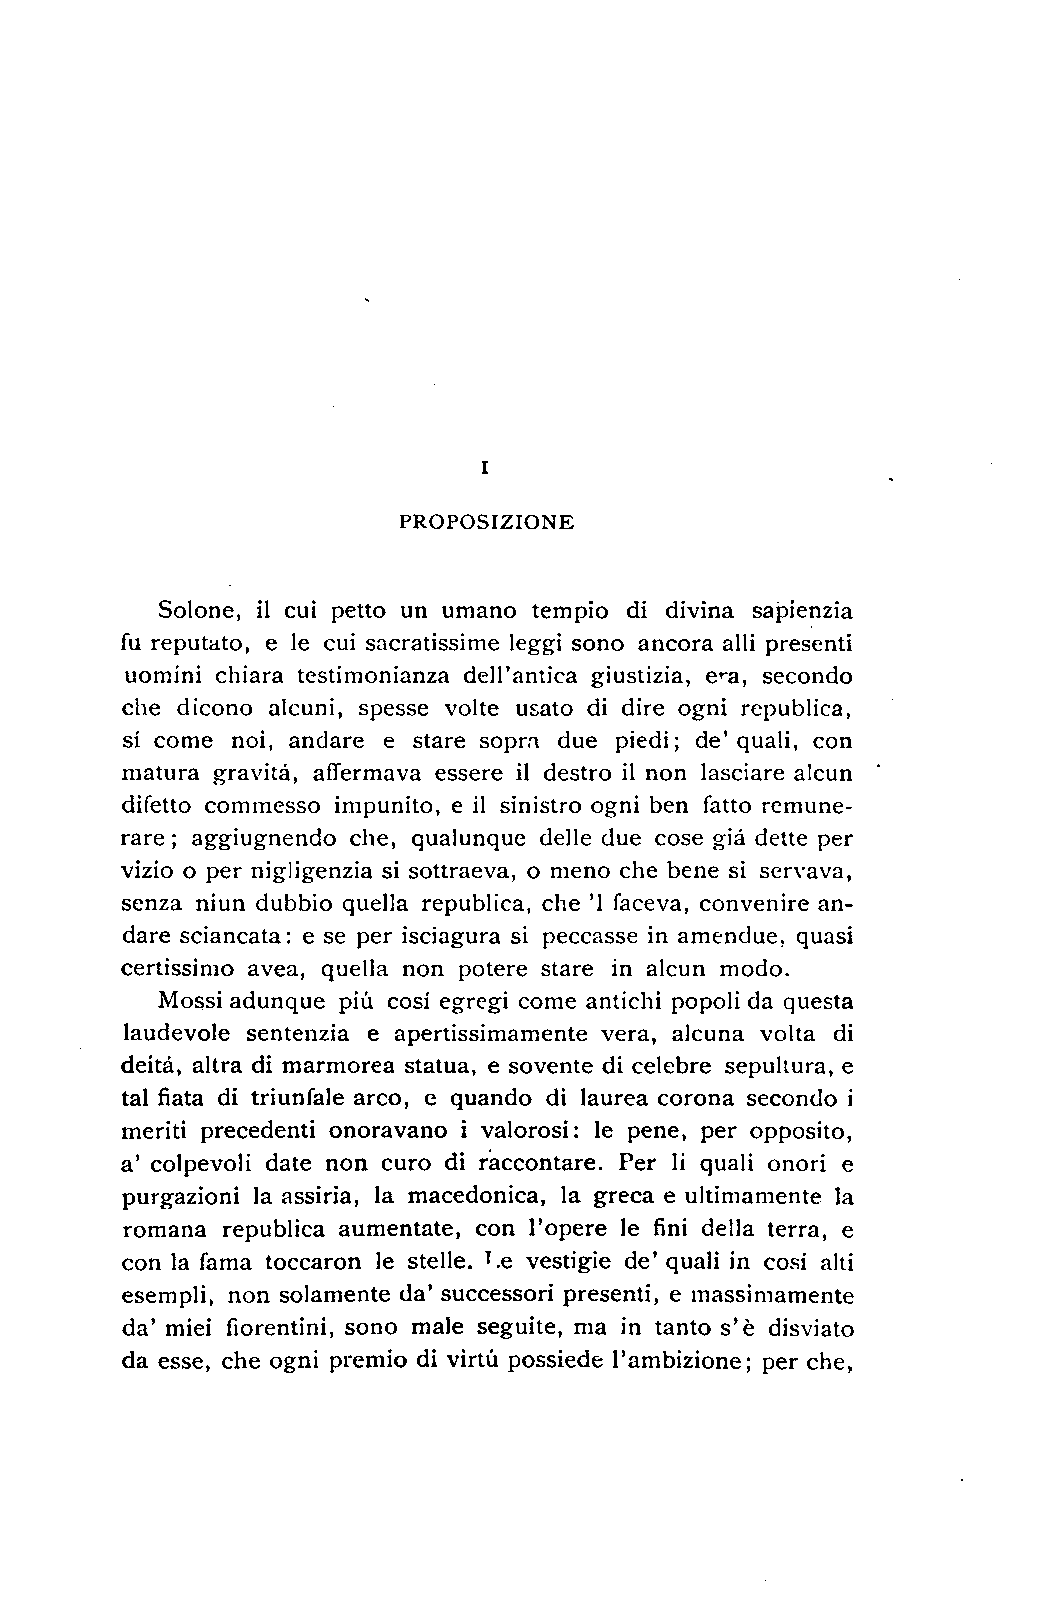 I
PROPOSIZIONE
Solone, il cui petto un umano tempio di divina sapienzia
fu reputato, e le cui sacratissime leggi sono ancora alli presenti
uomini chiara testimonianza dell'antica giustizia, era, secondo
che dicono alcuni, spesse volte usato di dire ogni republica,
sí come noi, andare e stare sopra due piedi; de' quali, con
matura gravitá, affermava essere il destro il non lasciare alcun
difetto commesso impunito, e il sinistro ogni ben fatto remune-
rare; aggiugnendo che, qualunque delle due cose giá dette per
vizio o per nigligenzia si sottraeva, o meno che bene si servava,
senza niun dubbio quella republica, che 'l faceva, convenire an-
dare sciancata: e se per isciagura si peccasse in amendue, quasi
certissimo avea, quella non potere stare in alcun modo.
Mossi adunque piú cosí egregi come antichi popoli da questa
laudevole sentenzia e apertissimamente vera, alcuna volta di
deitá, altra di marmorea statua, e sovente di celebre sepultura, e
tal fiata di triunfale arco, e quando di laurea corona secondo i
meriti precedenti onoravano i valorosi: le pene, per opposito,
a' colpevoli date non curo di raccontare. Per li quali onori e
purgazioni la assiria, la macedonica, la greca e ultimamente la
romana republica aumentate, con l'opere le fini della terra, e
con la fama toccaron le stelle. Le vestigie de' quali in cosí alti
esempli, non solamente da' successori presenti, e massimamente
da' miei fiorentini, sono male seguite, ma in tanto s'è disviato
da esse, che ogni premio di virtú possiede l'ambizione; per che,